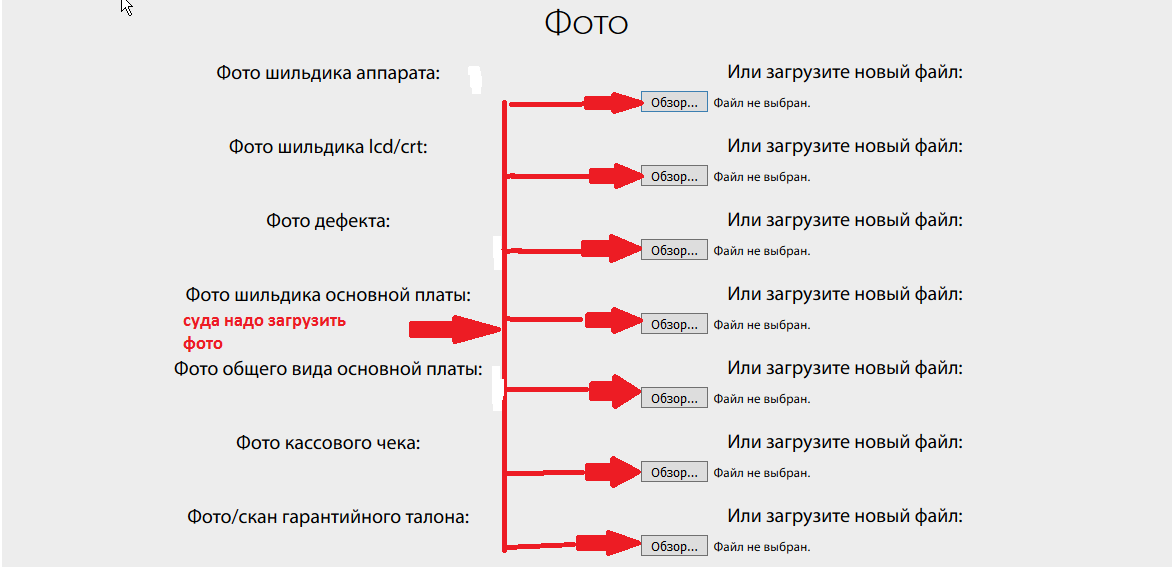 Фото
Фото шильдика аппарата:
Или загрузите новый файл:
Обзор... Файл не выбран.
Фото шильдика lcd/crt:
Или загрузите новый файл:
Обзор... Файл не выбран.
Фото дефекта:
Или загрузите новый файл:
Обзор... Файл не выбран.
Фото шильдика основной платы:
Или загрузите новый файл:
суда надо загрузить
фото
Обзор... Файл не выбран.
Фото общего вида основной платы:
Или загрузите новый файл:
Обзор... Файл не выбран.
Фото кассового чека:
Или загрузите новый файл:
Обзор... Файл не выбран.
Фото/скан гарантийного талона:
Или загрузите новый файл:
Обзор... Файл не выбран.